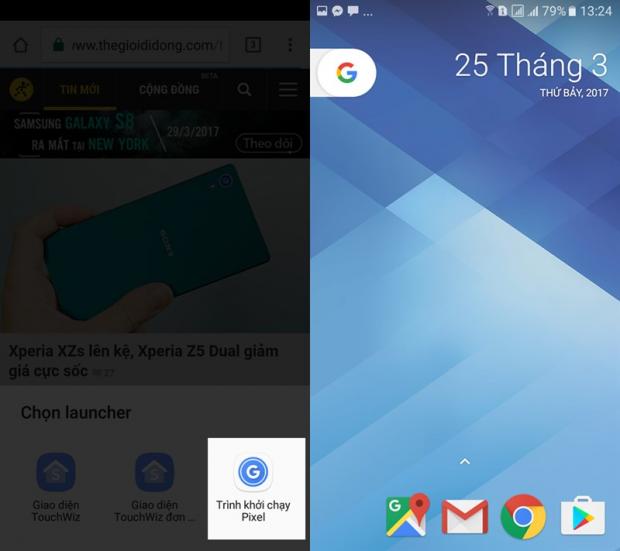 ww.thegioididong.com/
3
TIN MỚI
CỘNG ĐỒNG
BETA
SAMSUNG GALAXY S8
RA MẮT TẠI NEW YORK
29/3/2017
Theo dõi
SONY
Xperia XZs lên kệ, Xperia Z5 Dual giảm
giá cực sốc 27
Chọn launcher
Giao diện
TouchWiz
Giao diện
TouchWiz đơn ...
Trình khởi chạy
Pixel
... 79% 13:24
25 Tháng 3
THỨ BẢY, 2017